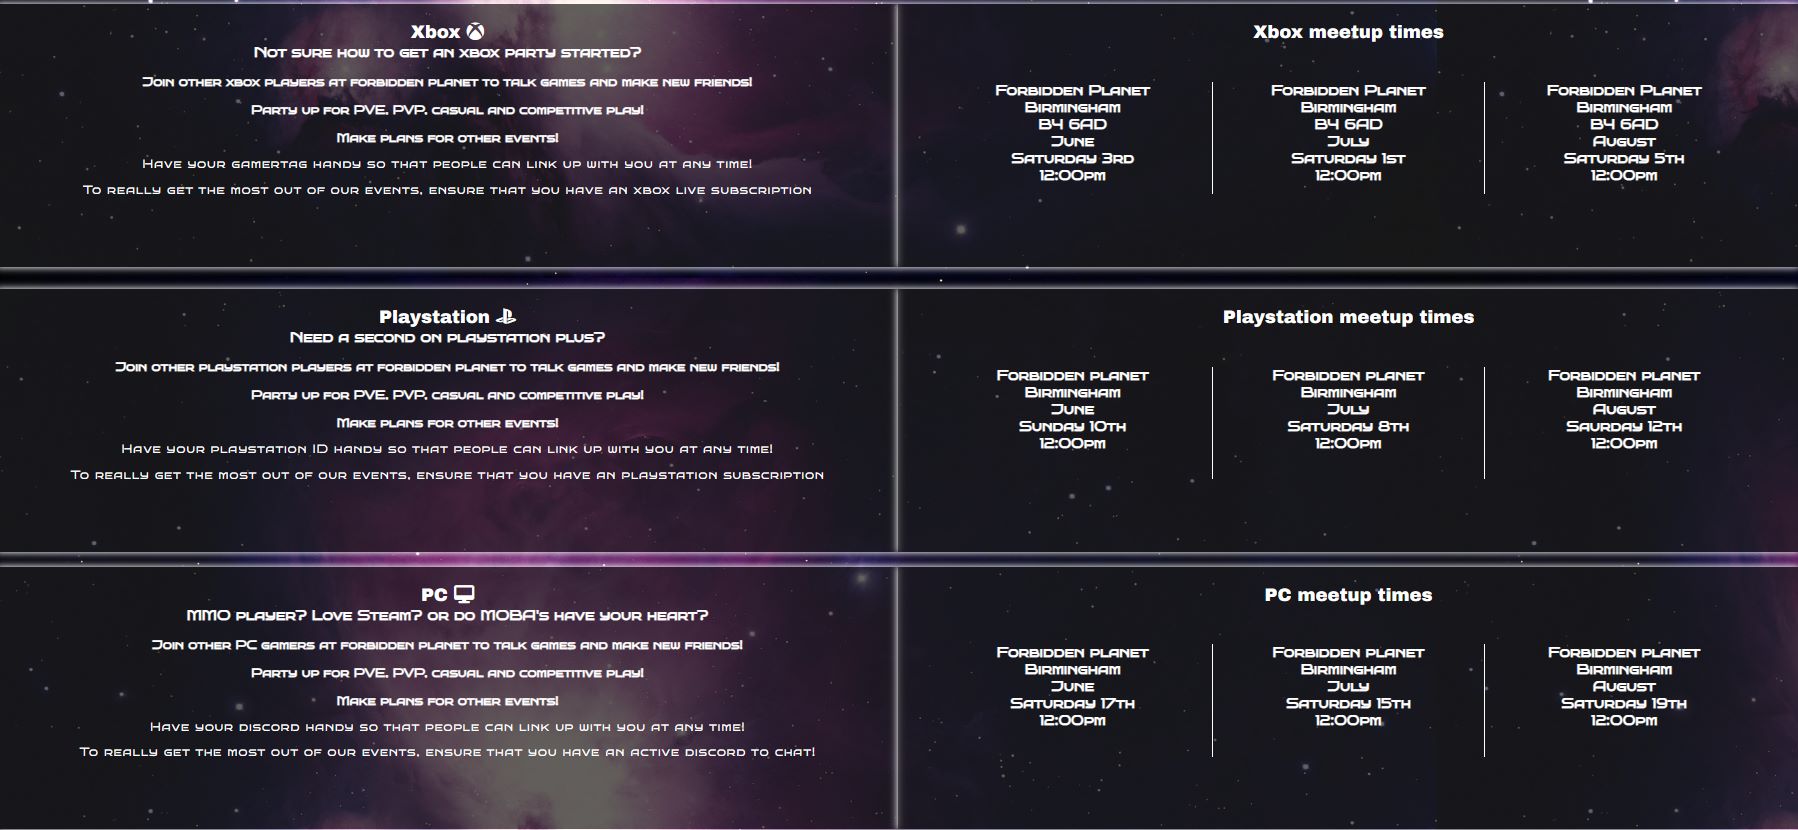 Xbox
Not sure how to get an xbox party started?
Join other xbox players at forbidden planet to talk games and make new friends!
Party up for PVE, PVP, casual and competitive play!
Make plans for other events!
Have your gamertag handy so that people can link up with you at any time!
To really get the most out of our events, ensure that you have an xbox live subscription
Xbox meetup times
Forbidden Planet
Birmingham
B4 6AD
June
Saturday 3rd
12:00pm
Forbidden Planet
Birmingham
B4 6AD
July
Saturday 1st
12:00pm
Forbidden Planet
Birmingham
B4 6AD
August
Saturday 5th
12:00pm
Playstation
Need a second on playstation plus?
Join other playstation players at forbidden planet to talk games and make new friends!
Party up for PVE, PVP, casual and competitive play!
Make plans for other events!
Have your playstation ID handy so that people can link up with you at any time!
To really get the most out of our events, ensure that you have an playstation subscription
Playstation meetup times
Forbidden planet
Birmingham
June
Sunday 10th
12:00pm
Forbidden planet
Birmingham
July
Saturday 8th
12:00pm
Forbidden planet
Birmingham
August
Saurday 12th
12:00pm
PC
MMO player? Love Steam? or do MOBA's have your heart?
Join other PC gamers at forbidden planet to talk games and make new friends!
Party up for PVE, PVP, casual and competitive play!
Make plans for other events!
Have your discord handy so that people can link up with you at any time!
To really get the most out of our events, ensure that you have an active discord to chat!
PC meetup times
Forbidden planet
Birmingham
June
Saturday 17th
12:00pm
Forbidden planet
Birmingham
July
Saturday 15th
12:00pm
Forbidden planet
Birmingham
August
Saturday 19th
12:00pm